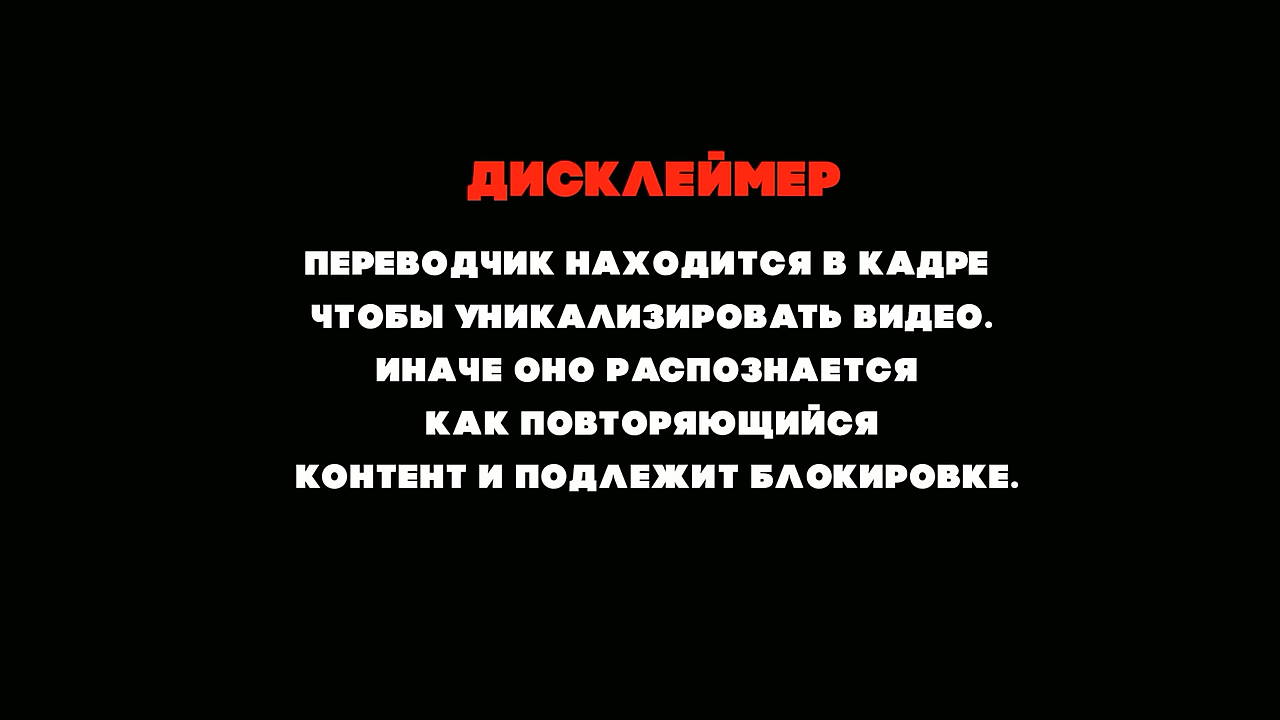 ДИСКЛЕЙМЕР
ПЕРЕВОДЧИК НАХОДИТСЯ В КАДРЕ
ЧТОБЫ УНИКАЛИЗИРОВАТЬ ВИДЕО.
ИНАЧЕ ОНО РАСПОЗНАЕТСЯ
КАК ПОВТОРЯЮЩИЙСЯ
КОНТЕНТ И ПОДЛЕЖИТ БЛОКИРОВКЕ.